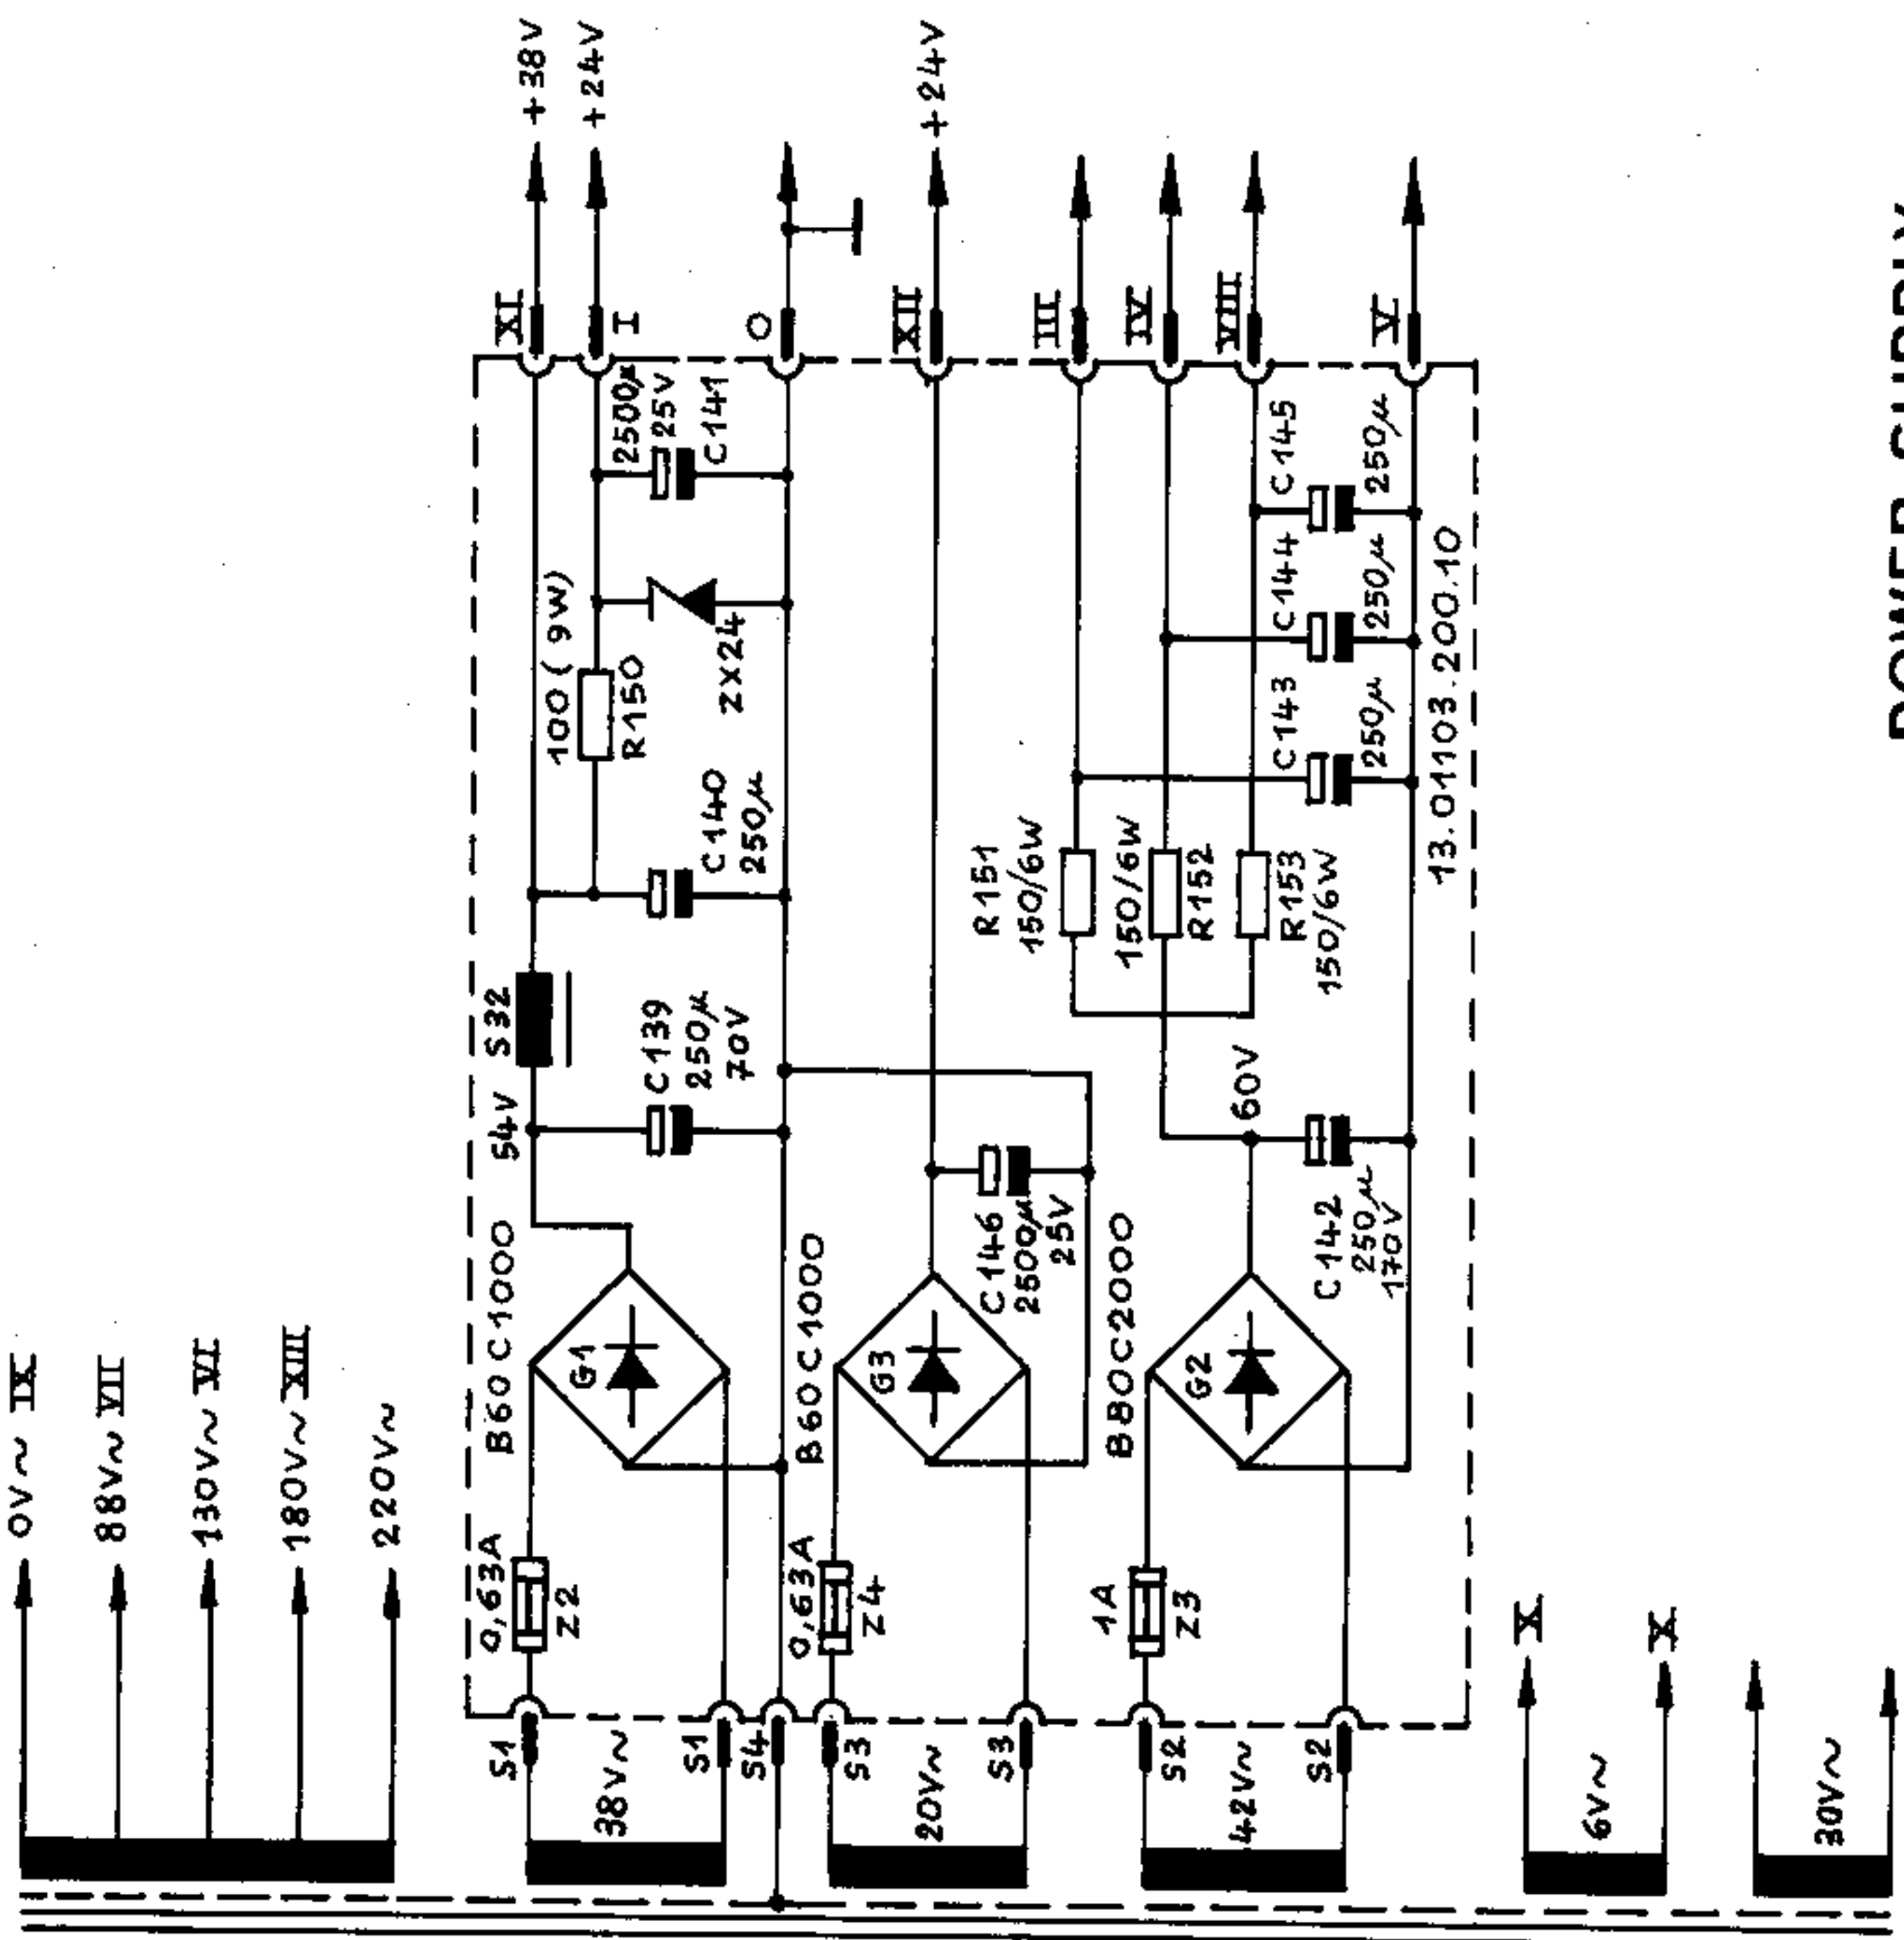 0V~ IX
88V~ VII
130V~ VI
180V~ XIII
220V~
S1
38V~
S1
S4
S3
20V~
S3
S2
42V~
S2
6V~
X
X
30V~
0,63A
Z2
B60C1000
G1
54V
S32
C139
250μ
70V
C140
250μ
100(9W)
R150
ZX24
2500μ
25V
C141
XI
+38V
I
+24V
O
0,63A
Z4
B60C1000
G3
C146
2500μ
25V
XII
+24V
1A
Z3
B80C2000
G2
60V
C142
250μ
170V
R151
150/6W
150/6W
R152
R153
150/6W
C143
250μ
C144
250μ
C145
250μ
III
IV
VIII
V
13.01103.200.10
POWER SUPPLY